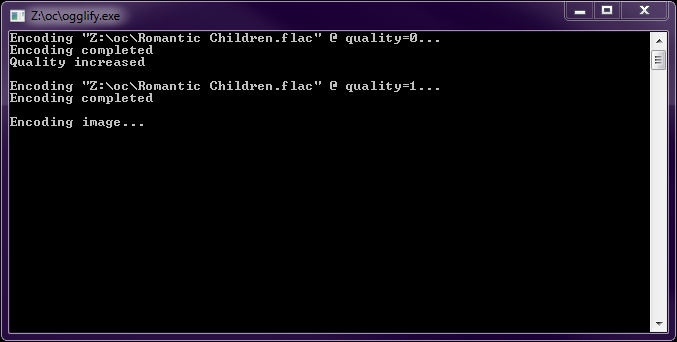 Z:\oc\ogglify.exe
Encoding "Z:\oc\Romantic Children.flac" @ quality=0...
Encoding completed
Quality increased
Encoding "Z:\oc\Romantic Children.flac" @ quality=1...
Encoding completed
Encoding image...